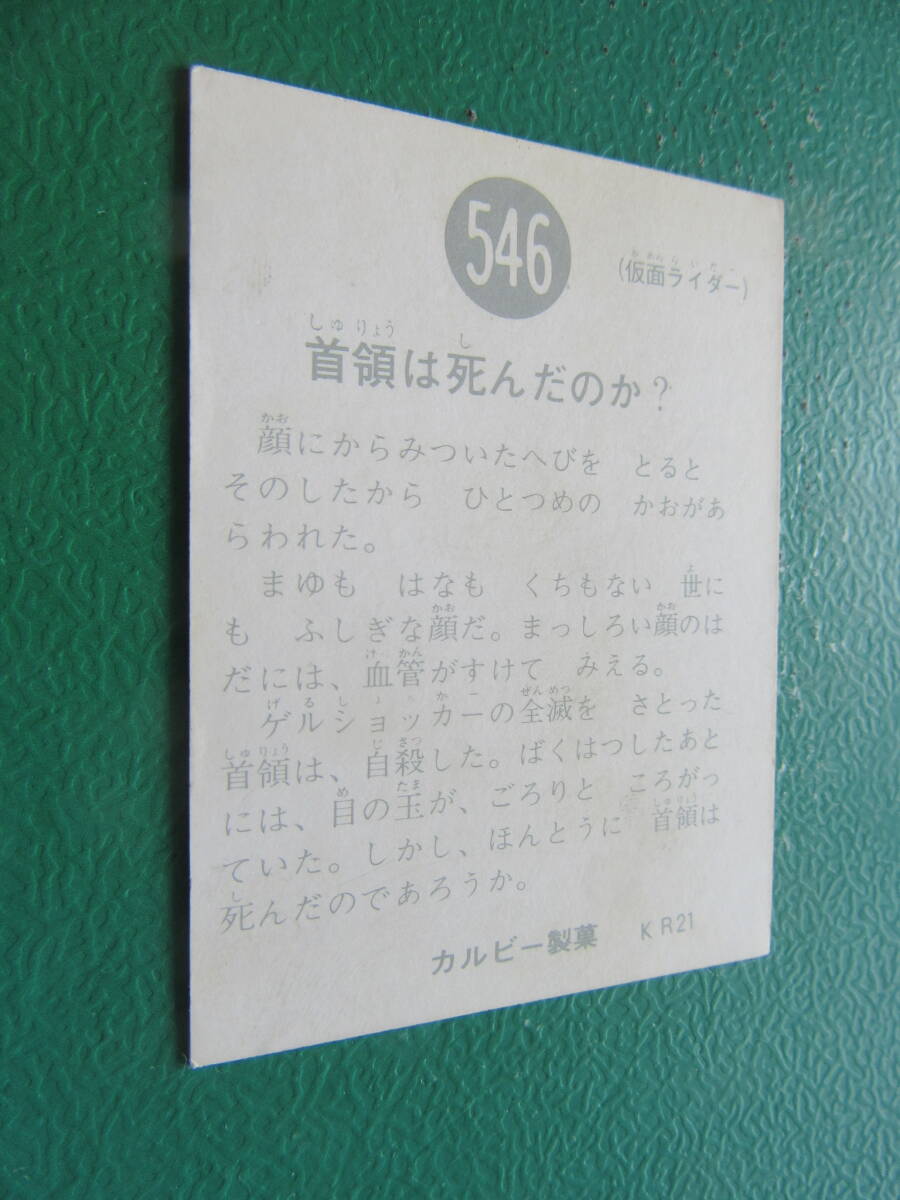 546
(仮面ライダー)
首領は死んだのか?
顔にからみついたへびを とると
そのしたから ひとつめの かおがあ
らわれた。
まゆも はなも くちもない 世に
も ふしぎな顔だ。まっしろい顔のは
だには、血管がすけて みえる。
ゲルショッカーの全滅を さとった
首領は、自殺した。ばくはつしたあと
には、目の玉が、ごろりと ころがっ
ていた。しかし、ほんとうに 首領は
死んだのであろうか。
カルビー製菓 KR21